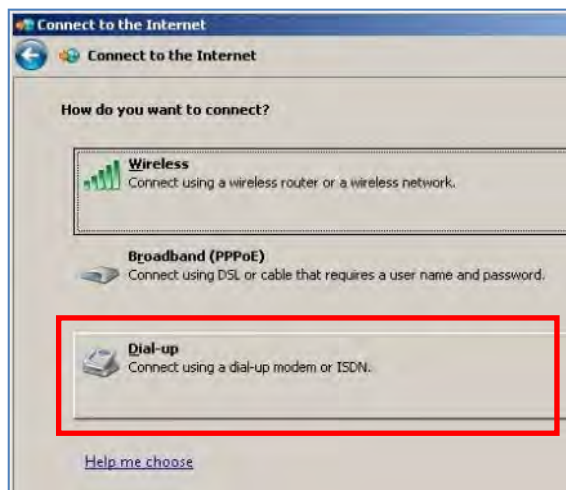 Connect to the Internet
Connect to the Internet
How do you want to connect?
Wireless
Connect using a wireless router or a wireless network.
Broadband (PPPoE)
Connect using DSL or cable that requires a user name and password.
Dial-up
Connect using a dial-up modem or ISDN.
Help me choose